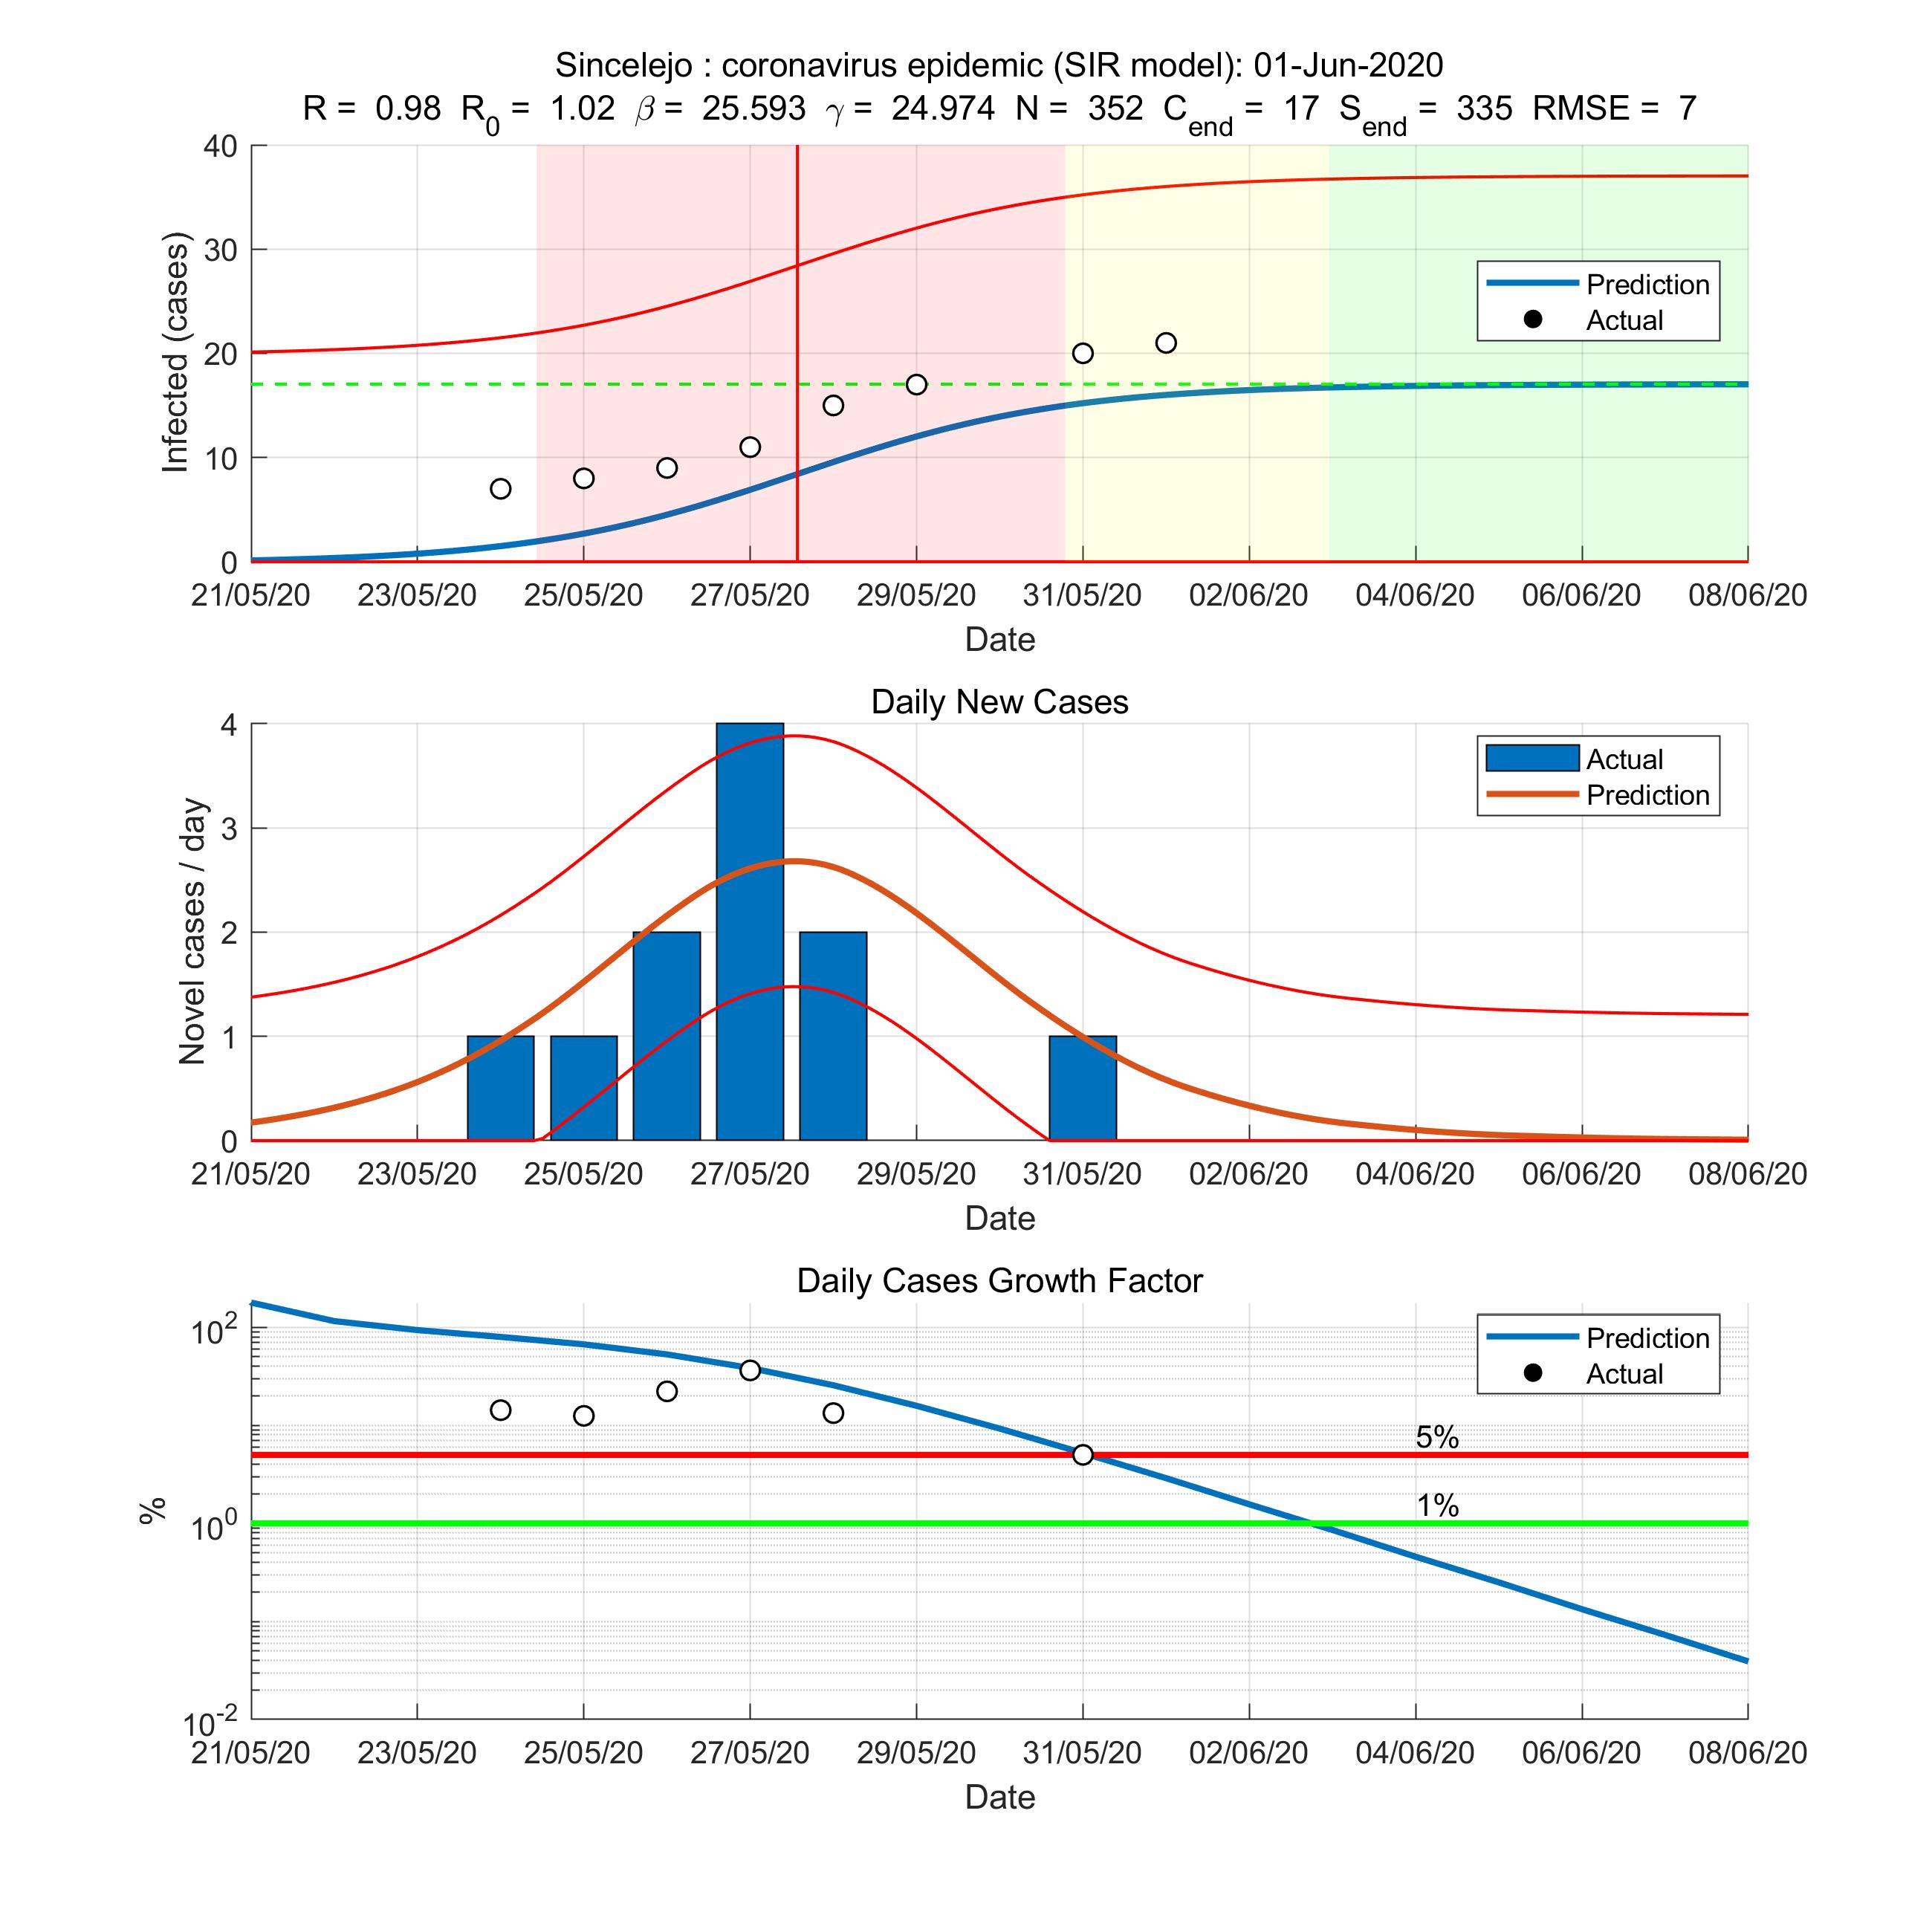 Sincelejo : coronavirus epidemic (SIR model): 01-Jun-2020
R = 0.98 R0 = 1.02 β = 25.593 γ = 24.974 N = 352 Cend = 17 Send = 335 RMSE = 7
40
30
20
10
0
Infected (cases)
Prediction
Actual
21/05/20 23/05/20 25/05/20 27/05/20 29/05/20 31/05/20 02/06/20 04/06/20 06/06/20 08/06/20
Date
Daily New Cases
4
3
2
1
0
Novel cases / day
Actual
Prediction
21/05/20 23/05/20 25/05/20 27/05/20 29/05/20 31/05/20 02/06/20 04/06/20 06/06/20 08/06/20
Date
Daily Cases Growth Factor
10^2
10^0
10^-2
%
Prediction
Actual
5%
1%
21/05/20 23/05/20 25/05/20 27/05/20 29/05/20 31/05/20 02/06/20 04/06/20 06/06/20 08/06/20
Date